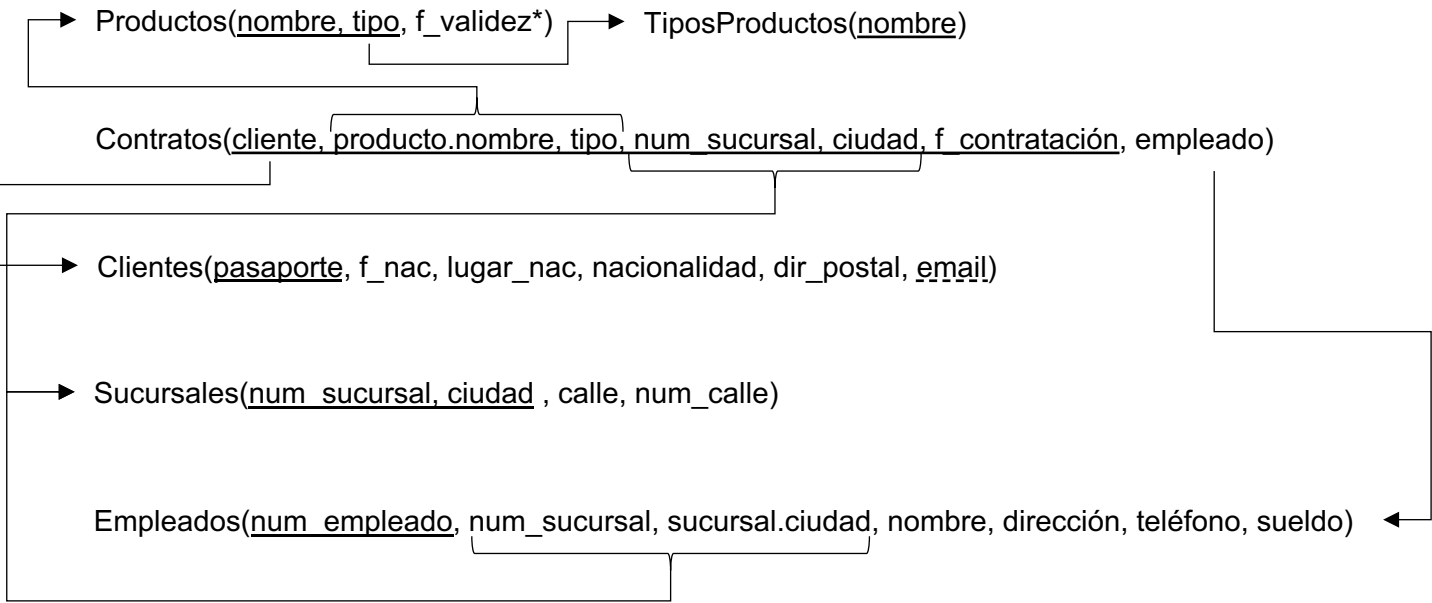 Productos(nombre, tipo, f_validez*) TiposProductos(nombre)
Contratos(cliente, producto.nombre, tipo, num_sucursal, ciudad, f_contratación, empleado)
Clientes(pasaporte, f_nac, lugar_nac, nacionalidad, dir_postal, email)
Sucursales(num_sucursal, ciudad , calle, num_calle)
Empleados(num_empleado, num_sucursal, sucursal.ciudad, nombre, dirección, teléfono, sueldo)